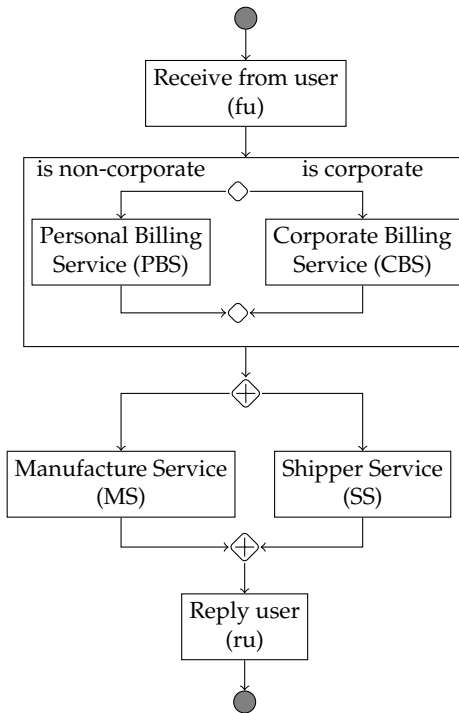 Receive from user
(fu)
is non-corporate
is corporate
Personal Billing
Service (PBS)
Corporate Billing
Service (CBS)
Manufacture Service
(MS)
Shipper Service
(SS)
Reply user
(ru)